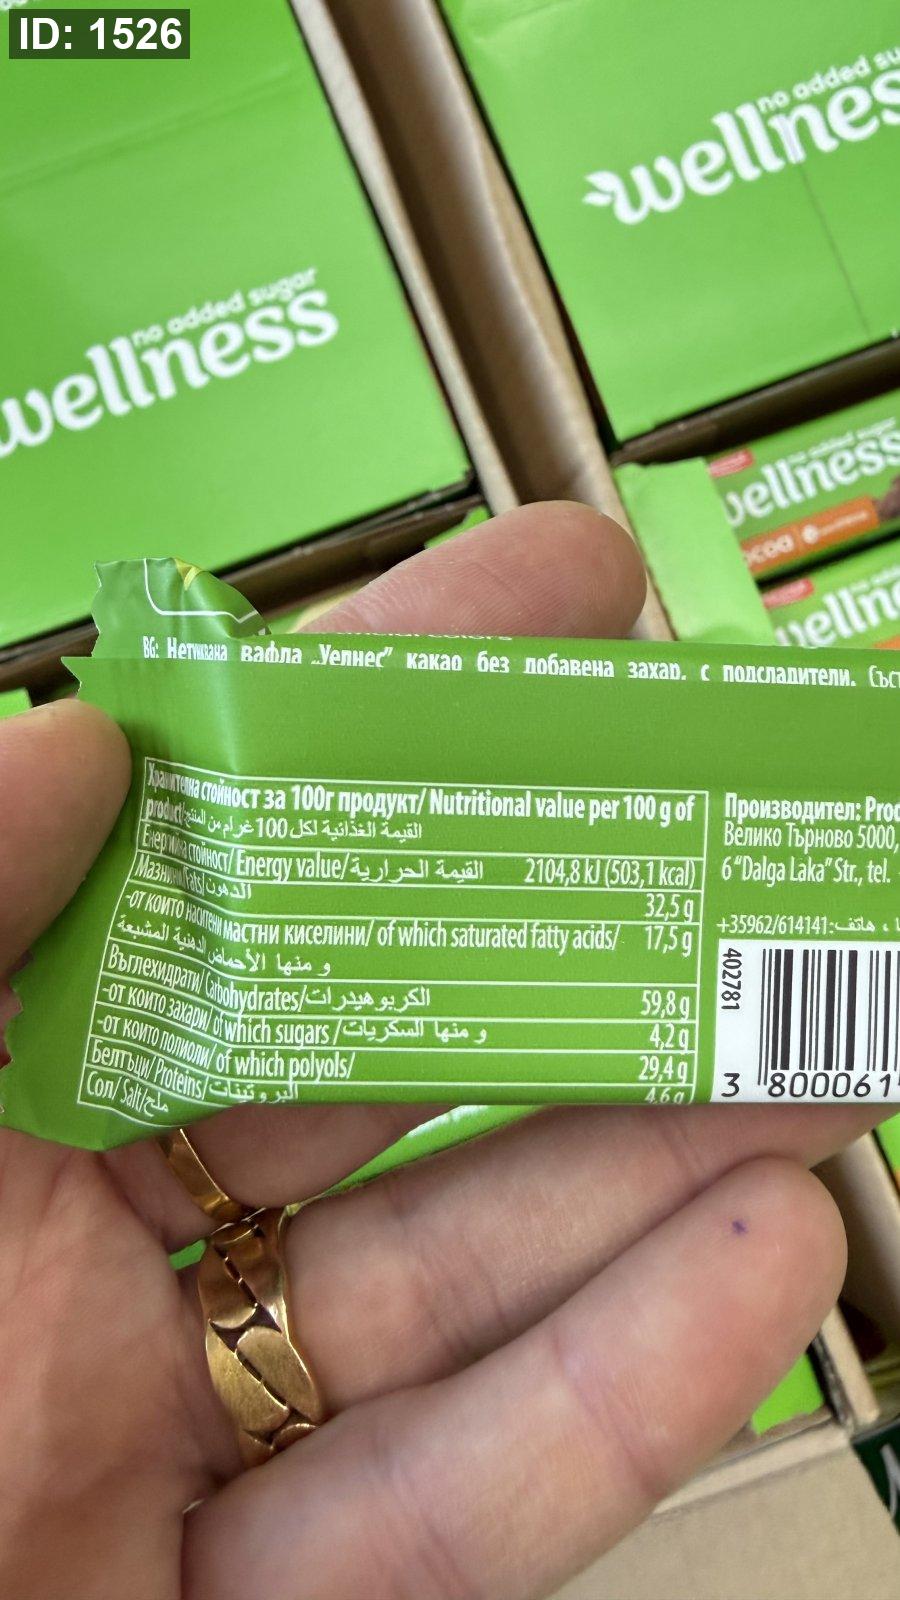 ID: 1526
no added su
wellnes
no added sugar
wellness
wellness
wellne
BG: Нетуквана вафла „Уелнес” какао без добавена захар, с подсладители. Със
Хранителна стойност за 100г продукт/ Nutritional value per 100 g of
product/ القيمة الغذائية لكل 100 غرام من المنتج
Енергийна стойност/ Energy value/ القيمة الحرارية 2104,8 kJ (503,1 kcal)
Мазнини/Fats/ الدهون 32,5 g
-от които наситени мастни киселини/ of which saturated fatty acids/ 17,5 g
و منها الأحماض الدهنية المشبعة
Въглехидрати/ Carbohydrates/ الكربوهيدرات 59,8 g
-от които захари/ of which sugars / و منها السكريات 4,2 g
-от които полиоли/ of which polyols/ 29,4 g
Белтъци/ Proteins/ البروتينات 4,6 g
Сол/ Salt/ ملح
Производител: Prod
Велико Търново 5000,
6 “Dalga Laka” Str., tel.
+35962/614141: هاتف
402781
3 800061